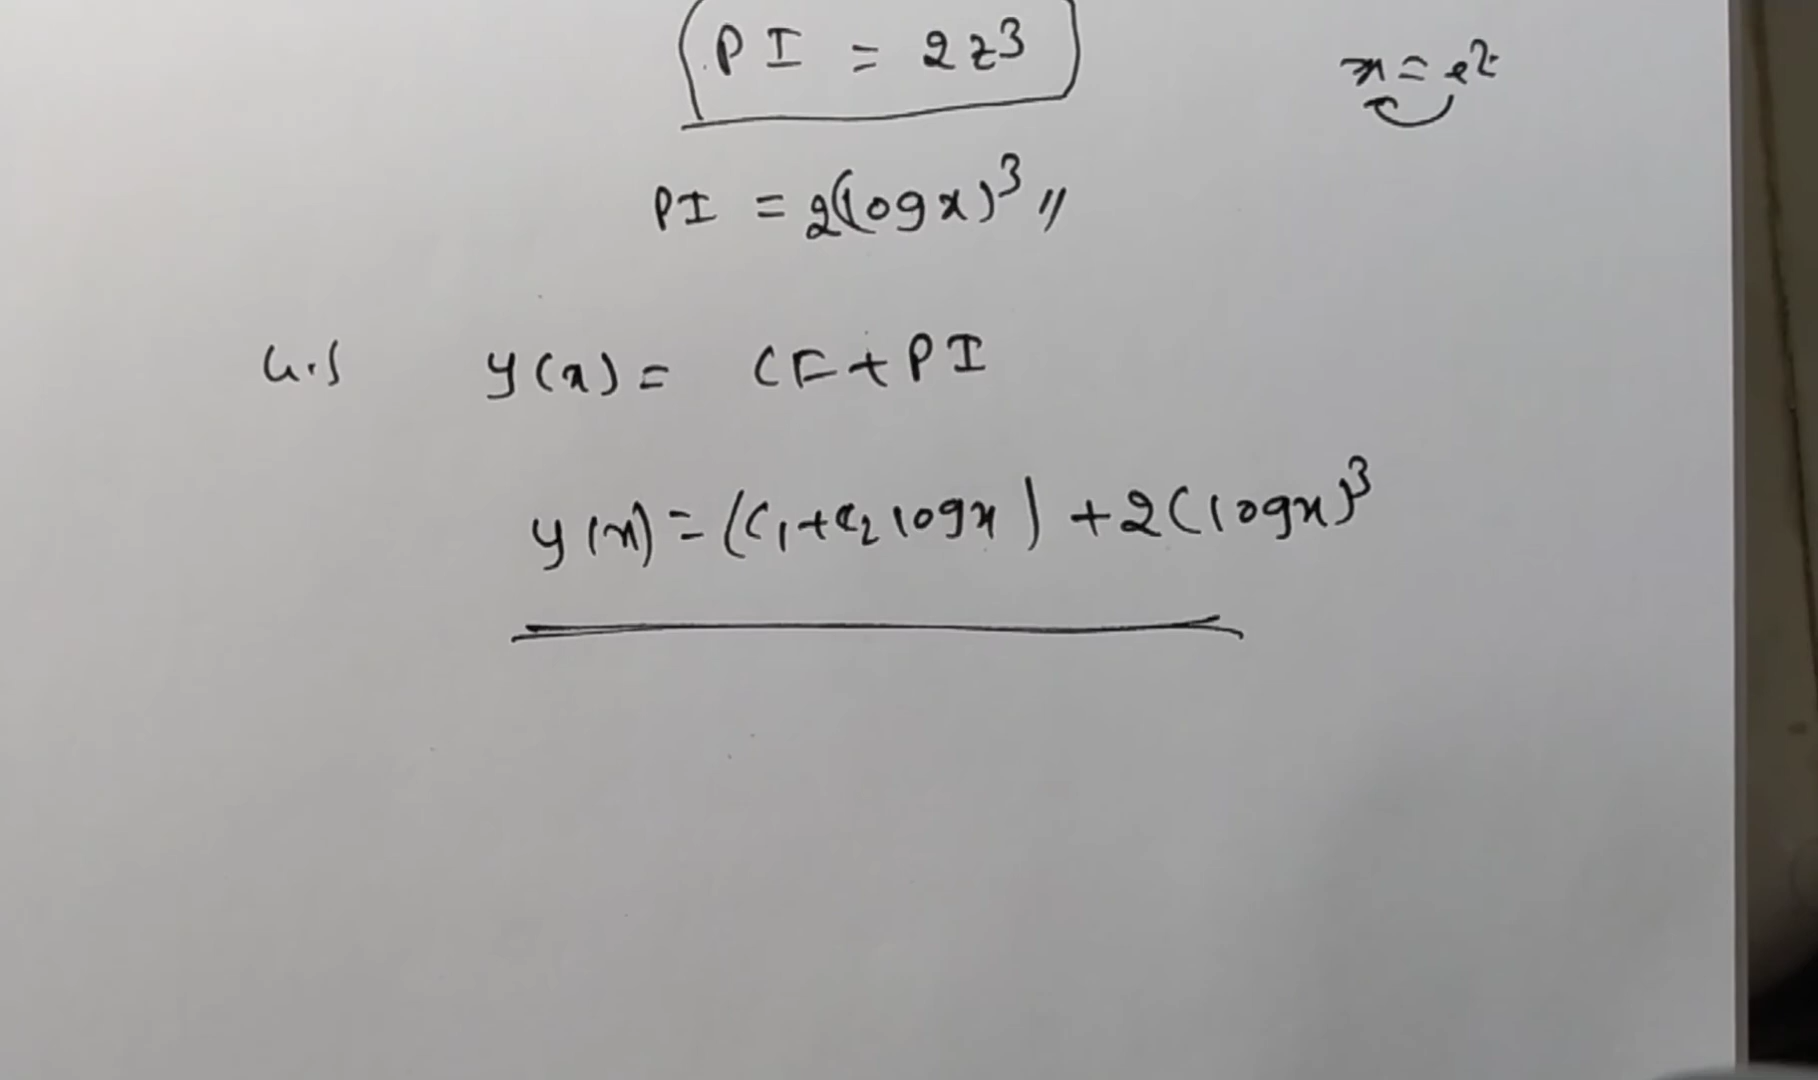 PI = 2z³
x = e^z
PI = 2(log x)³ //
G.S y(x) = CF + PI
y(x) = (C₁+C₂ log x) + 2(log x)³